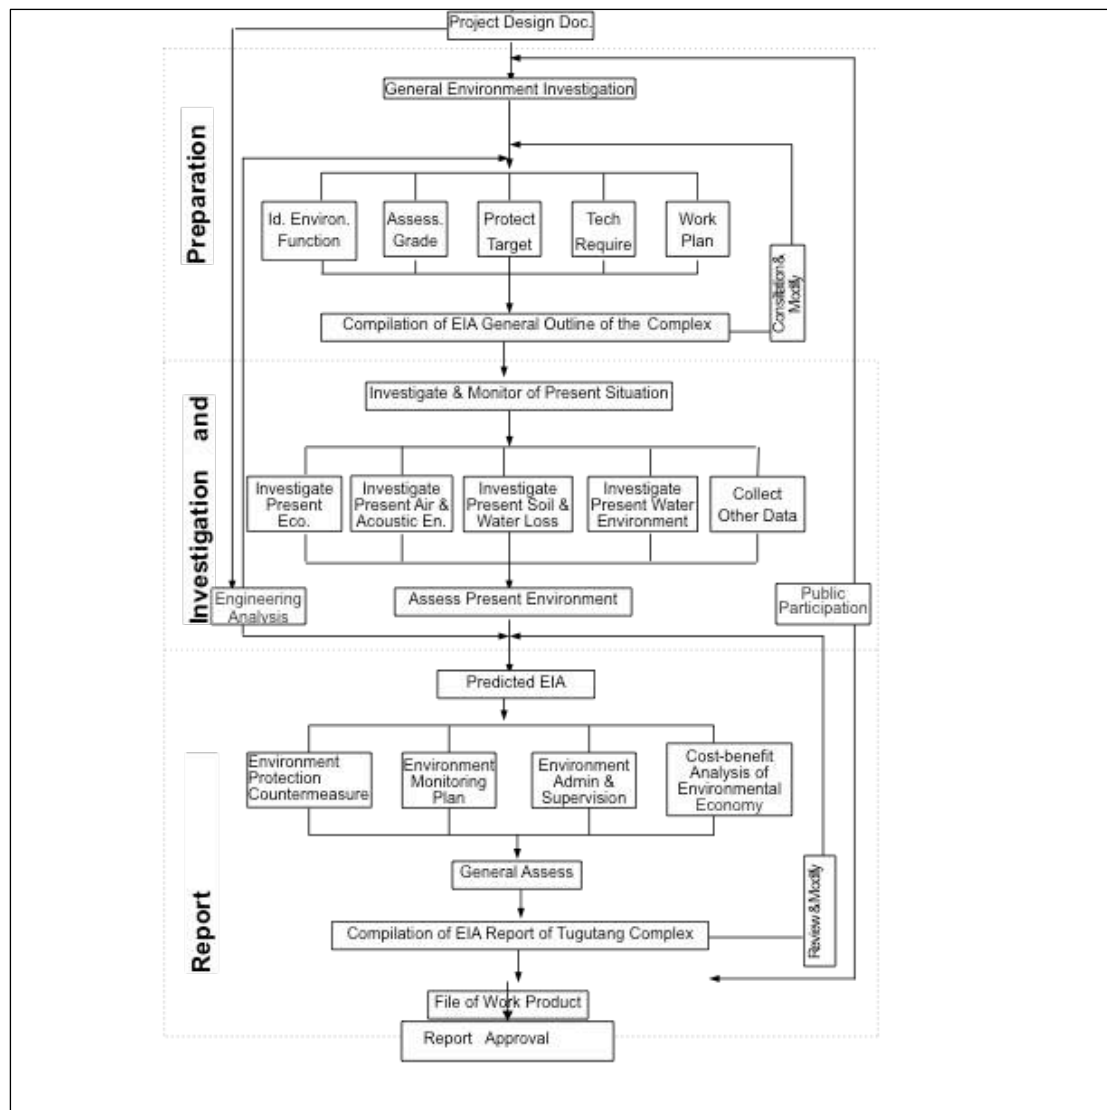 Project Design Doc.
General Environment Investigation
Preparation
Id. Environ.
Function
Assess.
Grade
Protect
Target
Tech
Require
Work
Plan
Consiltation &
Modify
Compilation of EIA General Outline of the Complex
Investigate & Monitor of Present Situation
Investigation and
Investigate
Present
Eco.
Investigate
Present Air &
Acoustic En.
Investigate
Present Soil &
Water Loss
Investigate
Present Water
Environment
Collect
Other Data
Engineering
Analysis
Assess Present Environment
Public
Participation
Predicted EIA
Report
Environment
Protection
Countermeasure
Environment
Monitoring
Plan
Environment
Admin &
Supervision
Cost-benefit
Analysis of
Environmental
Economy
General Assess
Review & Modify
Compilation of EIA Report of Tugutang Complex
File of Work Product
Report Approval